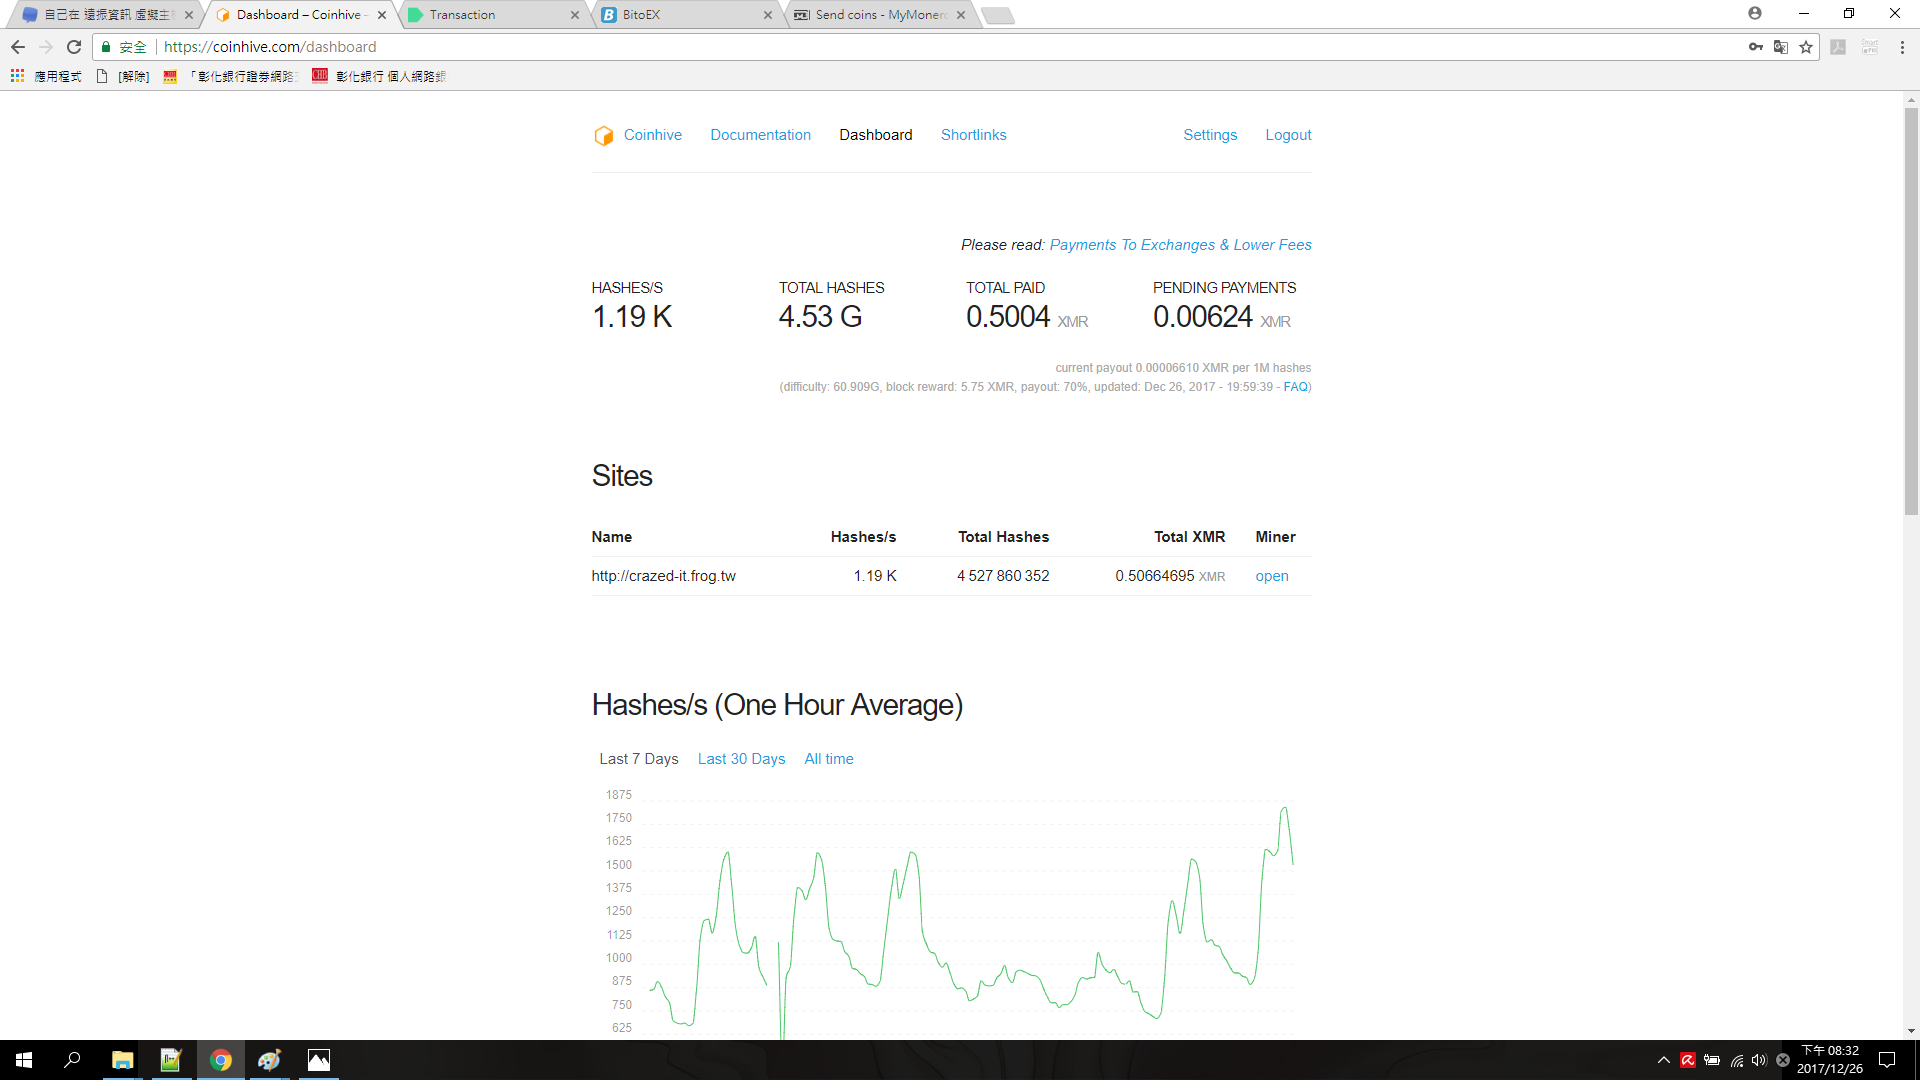 自己在 遠振資訊 虛擬主
Dashboard – Coinhive -
Transaction
BitoEX
Send coins - MyMonero
安全
https://coinhive.com/dashboard
應用程式
[解除]
「彰化銀行證券網路
彰化銀行 個人網路銀
Coinhive
Documentation
Dashboard
Shortlinks
Settings
Logout
Please read: Payments To Exchanges & Lower Fees
HASHES/S
TOTAL HASHES
TOTAL PAID
PENDING PAYMENTS
1.19 K
4.53 G
0.5004 XMR
0.00624 XMR
current payout 0.00006610 XMR per 1M hashes
(difficulty: 60.909G, block reward: 5.75 XMR, payout: 70%, updated: Dec 26, 2017 - 19:59:39 - FAQ)
Sites
Name Hashes/s Total Hashes Total XMR Miner
http://crazed-it.frog.tw 1.19 K 4 527 860 352 0.50664695 XMR open
Hashes/s (One Hour Average)
Last 7 Days Last 30 Days All time
1875
1750
1625
1500
1375
1250
1125
1000
875
750
625
下午 08:32
2017/12/26